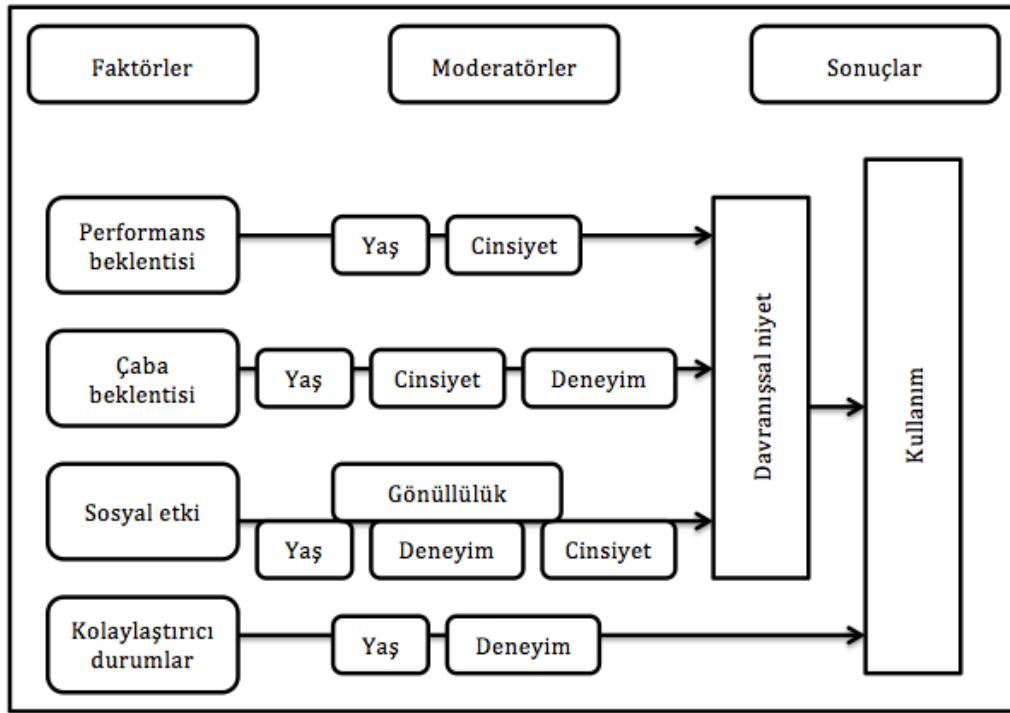 Faktörler
Moderatörler
Sonuçlar
Performans
beklentisi
Yaş
Cinsiyet
Çaba
beklentisi
Yaş
Cinsiyet
Deneyim
Sosyal etki
Gönüllülük
Yaş
Deneyim
Cinsiyet
Kolaylaştırıcı
durumlar
Yaş
Deneyim
Davranışsal niyet
Kullanım